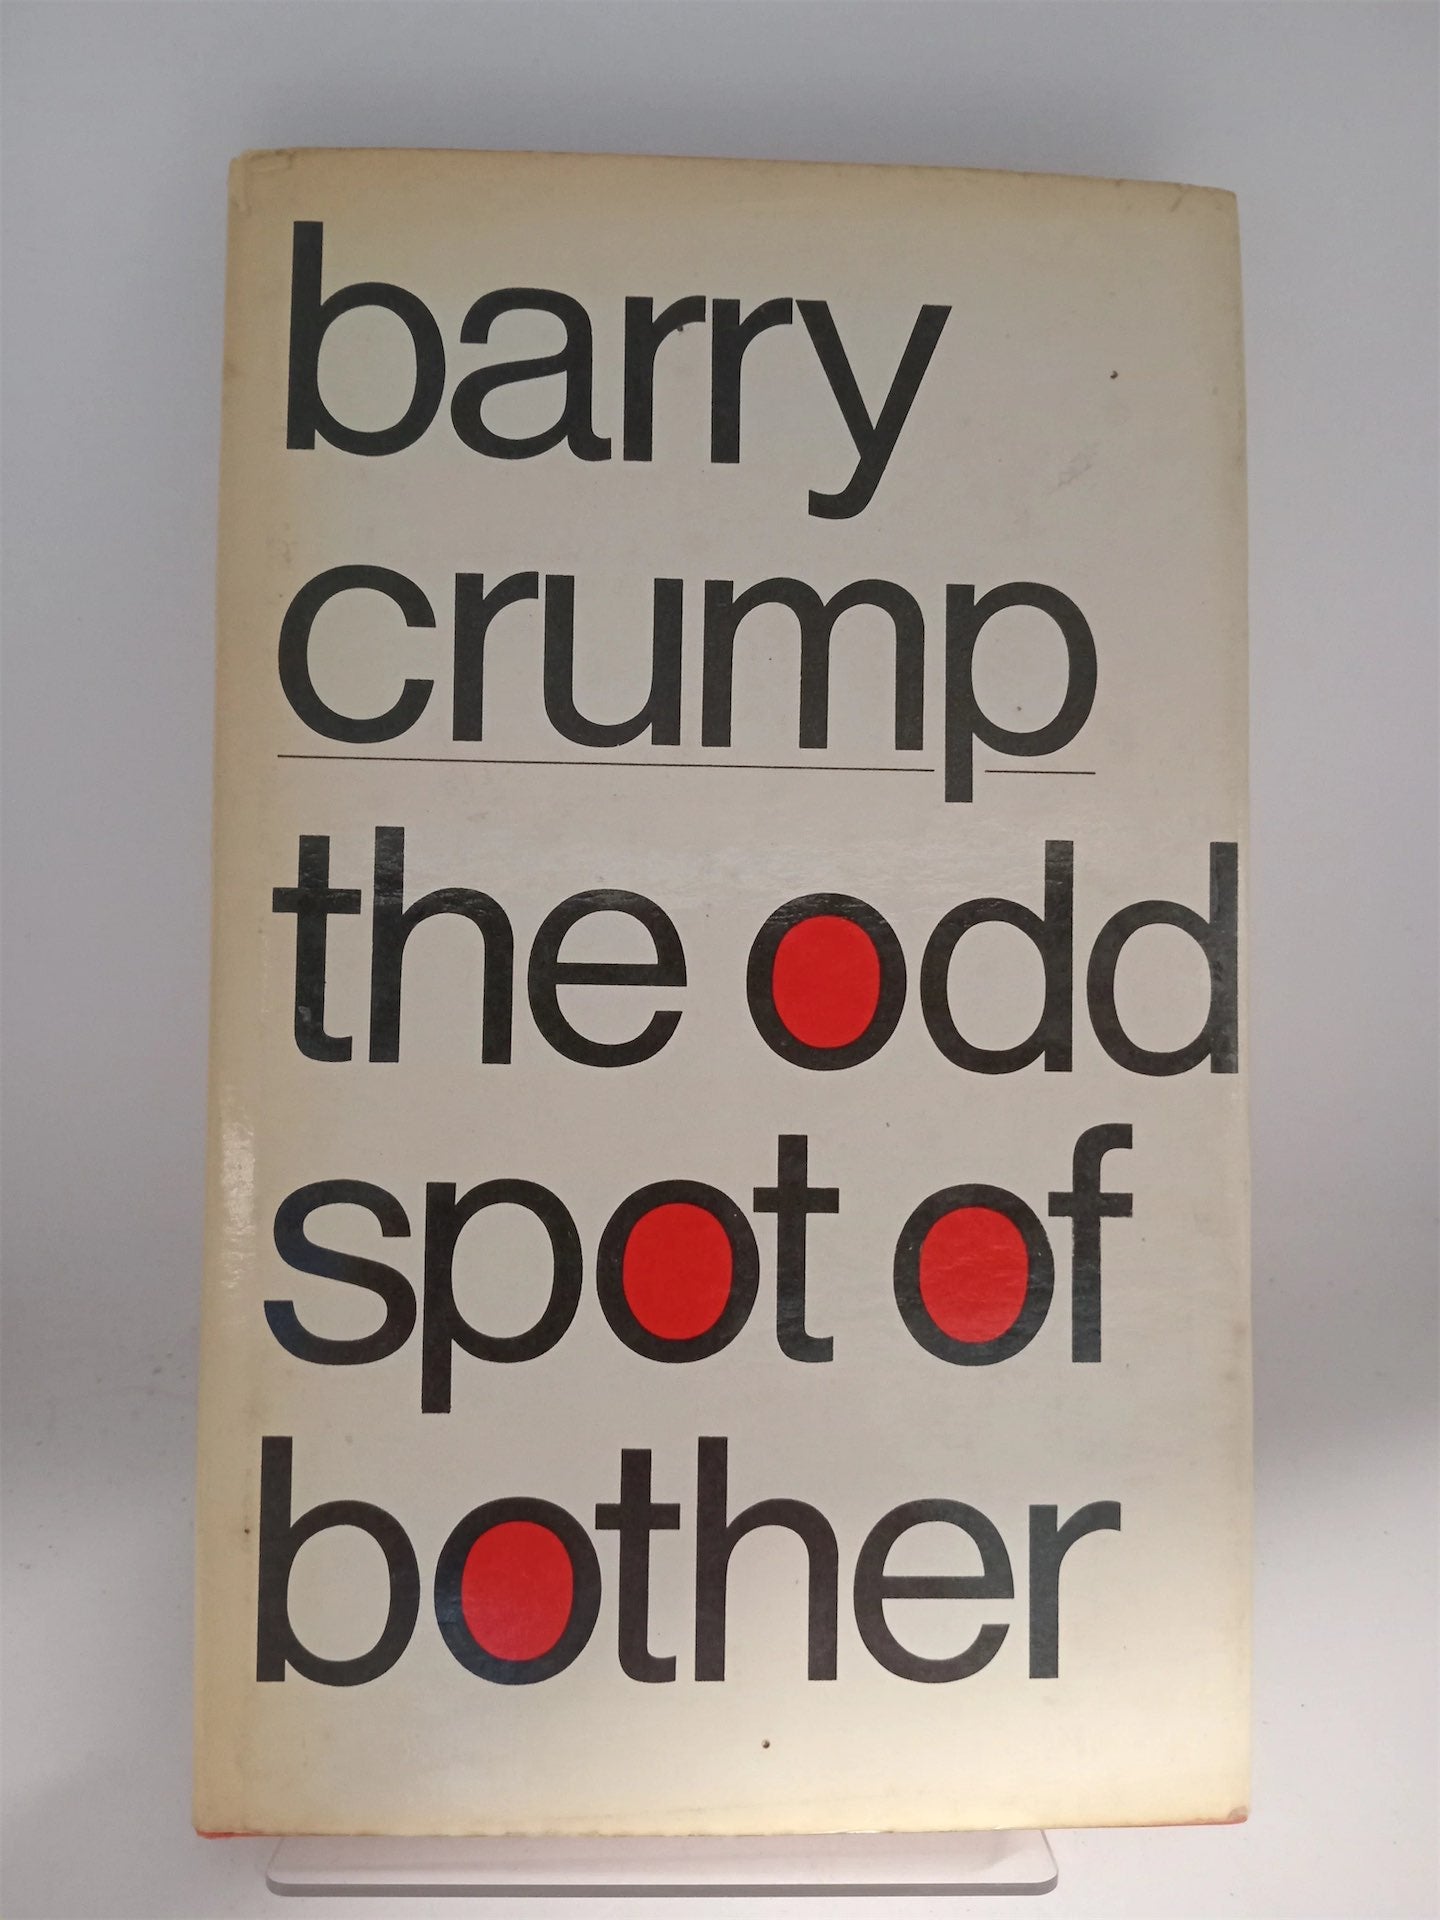 barry
crump
the odd
spot of
bother